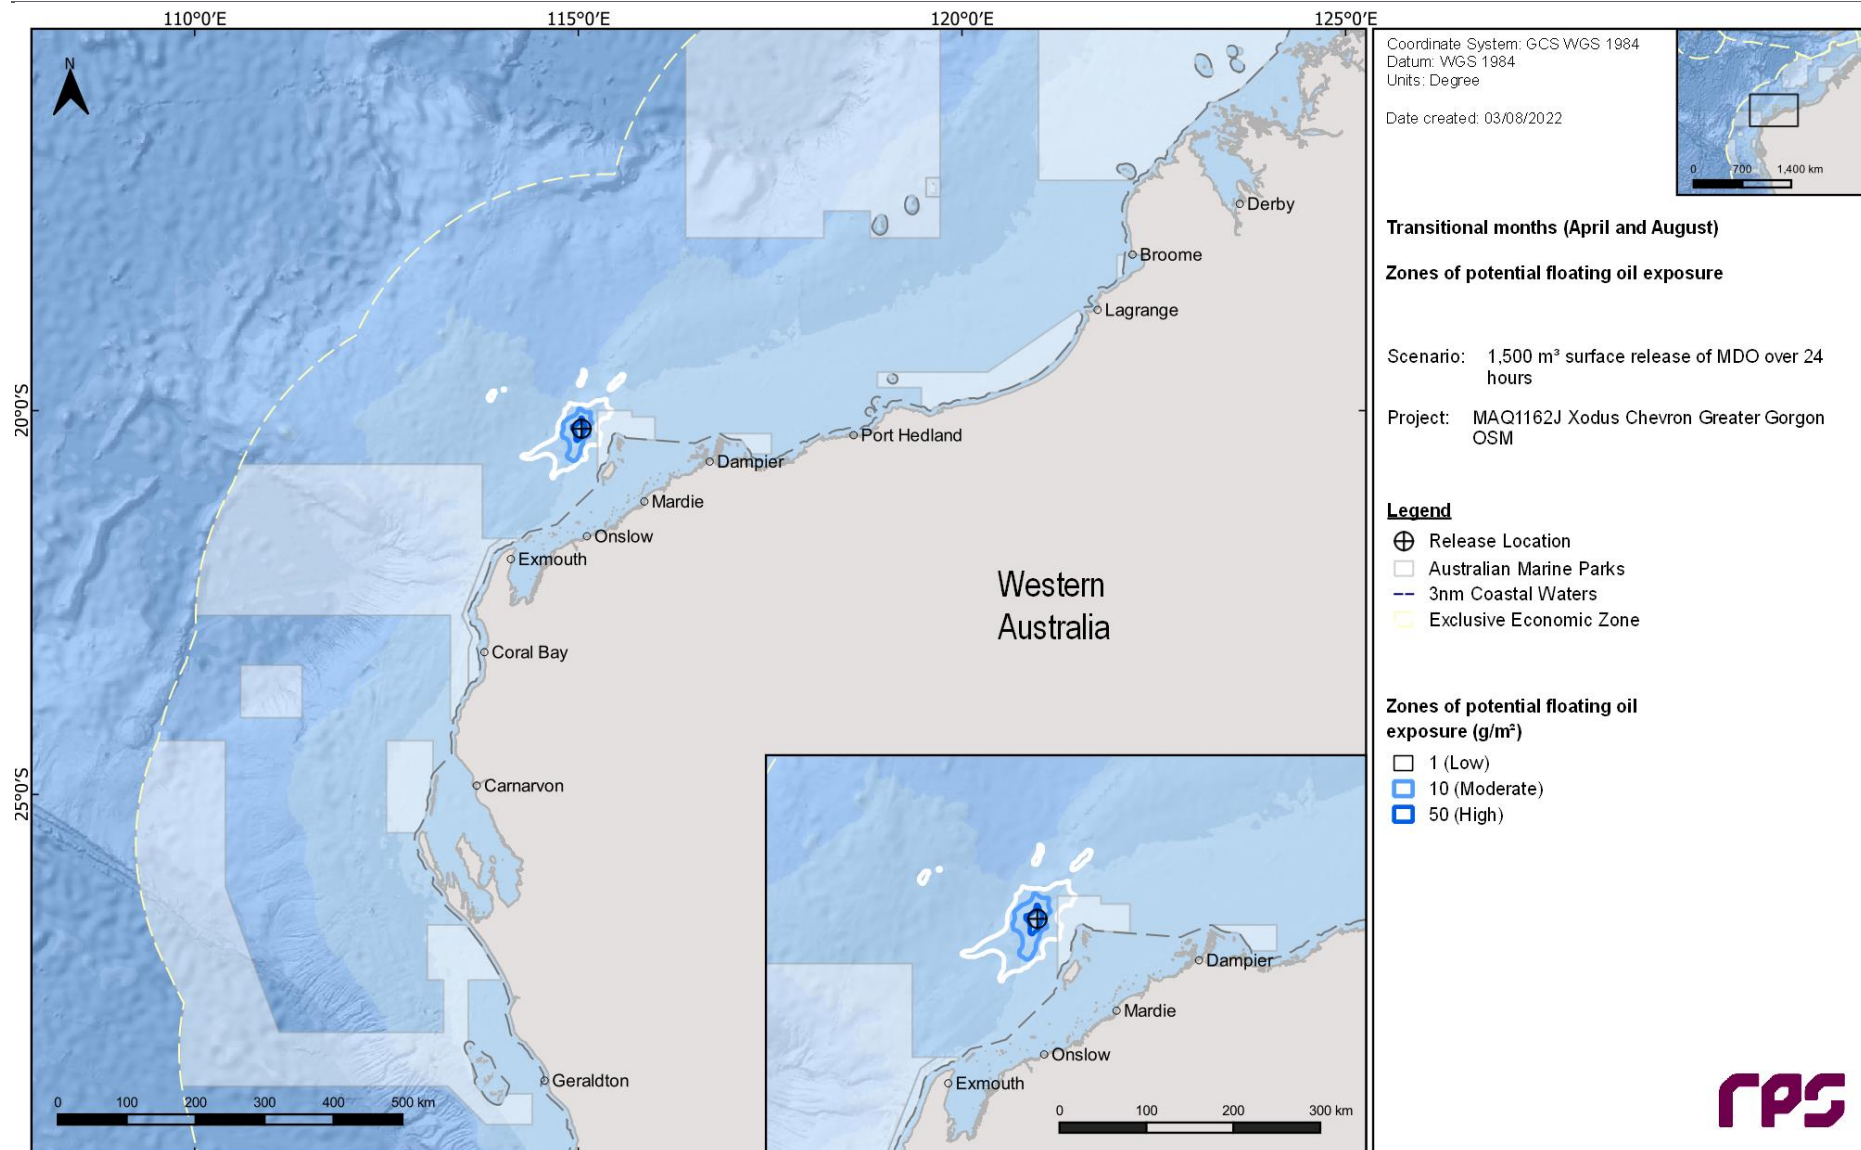 110°0'E
115°0'E
120°0'E
125°0'E
20°0'S
25°0'S
N
Derby
Broome
Lagrange
Port Hedland
Dampier
Mardie
Onslow
Exmouth
Western
Australia
Coral Bay
Carnarvon
Geraldton
0 100 200 300 400 500 km
Dampier
Mardie
Onslow
Exmouth
0 100 200 300 km
Coordinate System: GCS WGS 1984
Datum: WGS 1984
Units: Degree
Date created: 03/08/2022
0 700 1,400 km
Transitional months (April and August)
Zones of potential floating oil exposure
Scenario: 1,500 m³ surface release of MDO over 24
hours
Project: MAQ1162J Xodus Chevron Greater Gorgon
OSM
Legend
Release Location
Australian Marine Parks
3nm Coastal Waters
Exclusive Economic Zone
Zones of potential floating oil
exposure (g/m²)
1 (Low)
10 (Moderate)
50 (High)
rps